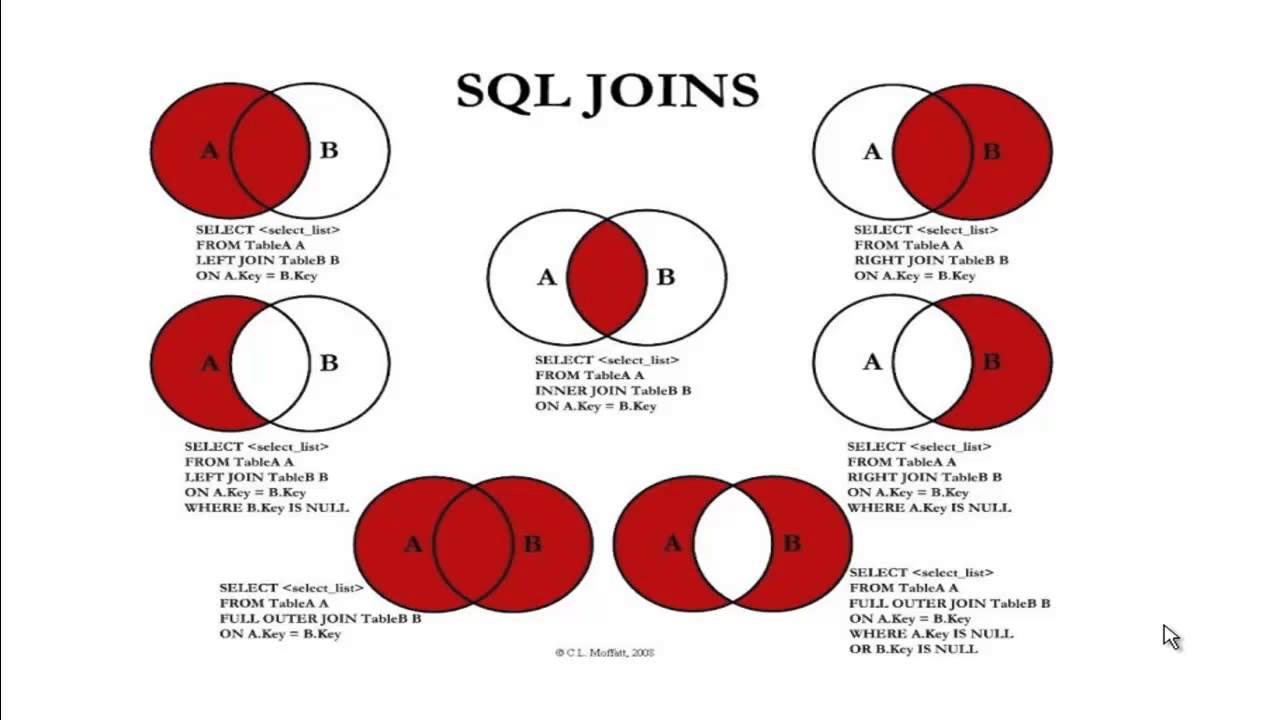 SQL JOINS
A B
SELECT <select_list>
FROM TableA A
LEFT JOIN TableB B
ON A.Key = B.Key
A B
SELECT <select_list>
FROM TableA A
RIGHT JOIN TableB B
ON A.Key = B.Key
A B
SELECT <select_list>
FROM TableA A
INNER JOIN TableB B
ON A.Key = B.Key
A B
SELECT <select_list>
FROM TableA A
LEFT JOIN TableB B
ON A.Key = B.Key
WHERE B.Key IS NULL
A B
SELECT <select_list>
FROM TableA A
RIGHT JOIN TableB B
ON A.Key = B.Key
WHERE A.Key IS NULL
A B
SELECT <select_list>
FROM TableA A
FULL OUTER JOIN TableB B
ON A.Key = B.Key
A B
SELECT <select_list>
FROM TableA A
FULL OUTER JOIN TableB B
ON A.Key = B.Key
WHERE A.Key IS NULL
OR B.Key IS NULL
© C.L. Moffatt, 2008